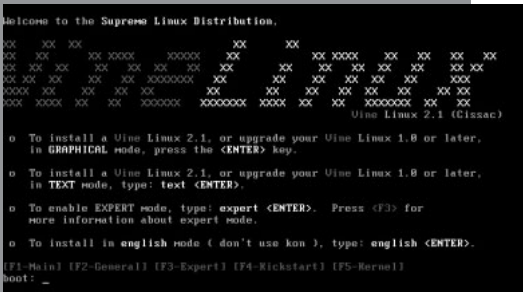 Welcome to the Supreme Linux Distribution,
Vine Linux
Vine Linux 2.1 (Cissac)
o To install a Vine Linux 2.1, or upgrade your Vine Linux 1.0 or later,
in GRAPHICAL mode, press the <ENTER> key.
o To install a Vine Linux 2.1, or upgrade your Vine Linux 1.0 or later,
in TEXT mode, type: text <ENTER>.
o To enable EXPERT mode, type: expert <ENTER>. Press <F3> for
more information about expert mode.
o To install in english mode ( don't use kon ), type: english <ENTER>.
[F1-Main] [F2-General] [F3-Expert] [F4-Kickstart] [F5-Kernel]
boot: _